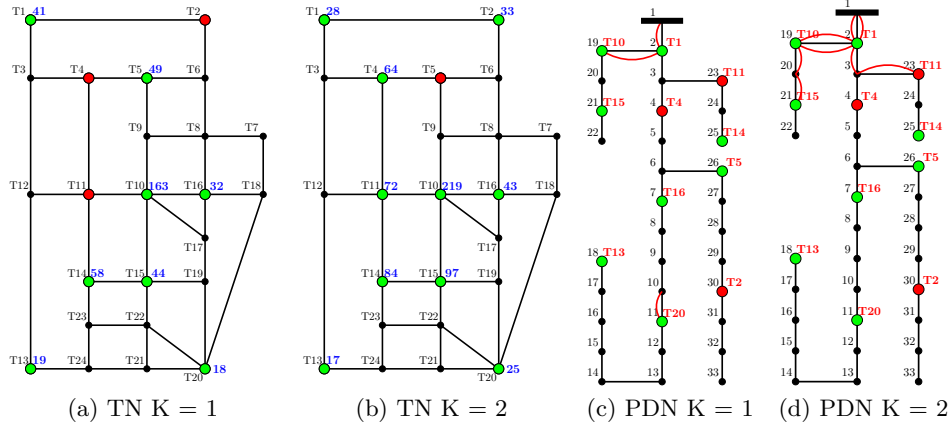 T1 41
T2
T3
T4
T5 49
T6
T9
T8
T7
T12
T11
T10 163
T16 32
T18
T17
T14 58
T15 44
T19
T23
T22
T13 19
T24
T21
T20 18
(a) TN K = 1
T1 28
T2 33
T3
T4 64
T5
T6
T9
T8
T7
T12
T11 72
T10 219
T16 43
T18
T17
T14 84
T15 97
T19
T23
T22
T13 17
T24
T21
T20 25
(b) TN K = 2
1
19 T10
2 T1
20
3
23 T11
21 T15
4 T4
24
22
5
25 T14
6
26 T5
7 T16
27
8
28
18 T13
9
29
17
10
30 T2
16
11 T20
31
15
12
32
14
13
33
(c) PDN K = 1
1
19 T10
2 T1
20
3
23 T11
21 T15
4 T4
24
22
5
25 T14
6
26 T5
7 T16
27
8
28
18 T13
9
29
17
10
30 T2
16
11 T20
31
15
12
32
14
13
33
(d) PDN K = 2